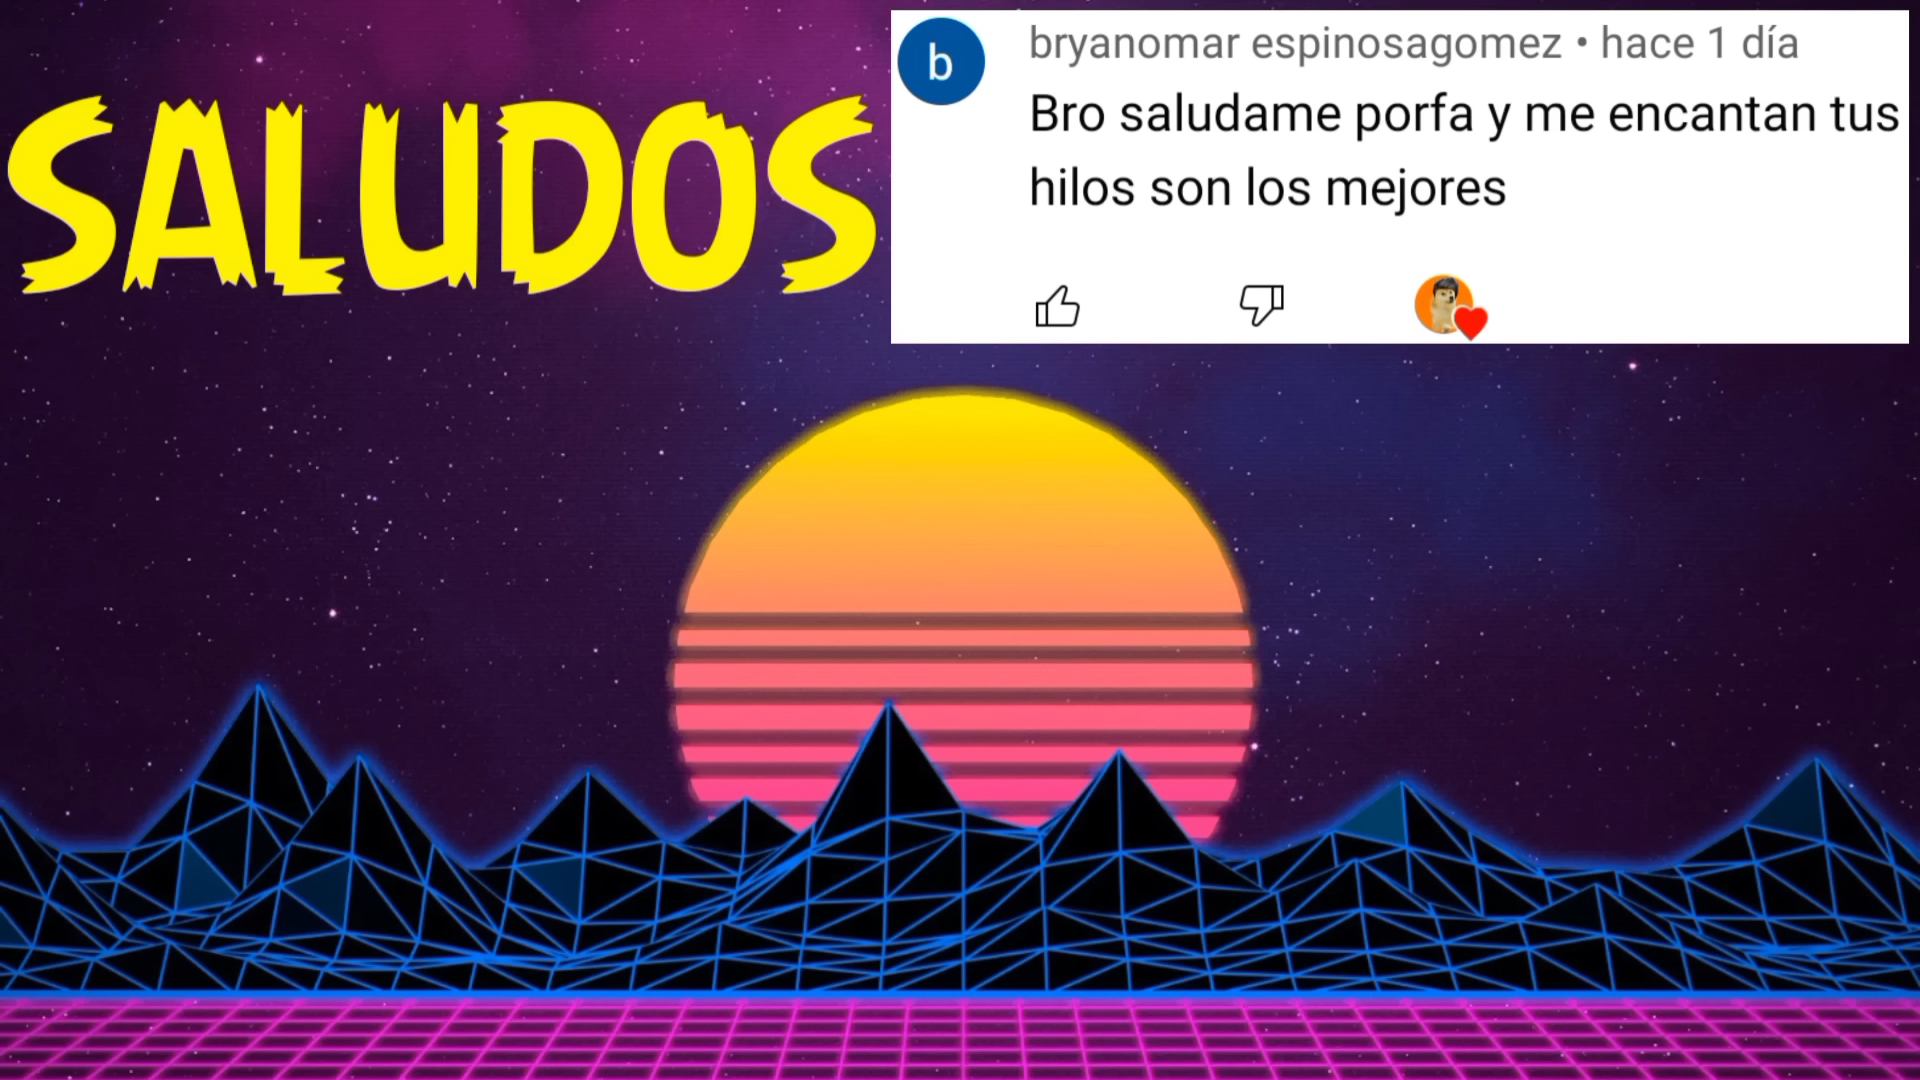 SALUDOS
b
bryanomar espinosagomez • hace 1 día
Bro saludame porfa y me encantan tus
hilos son los mejores